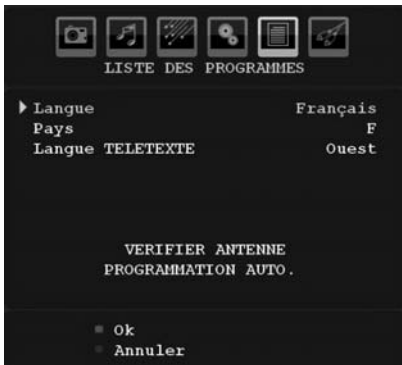 LISTE DES PROGRAMMES
Langue Français
Pays F
Langue TELETEXTE Ouest
VERIFIER ANTENNE
PROGRAMMATION AUTO.
Ok
Annuler